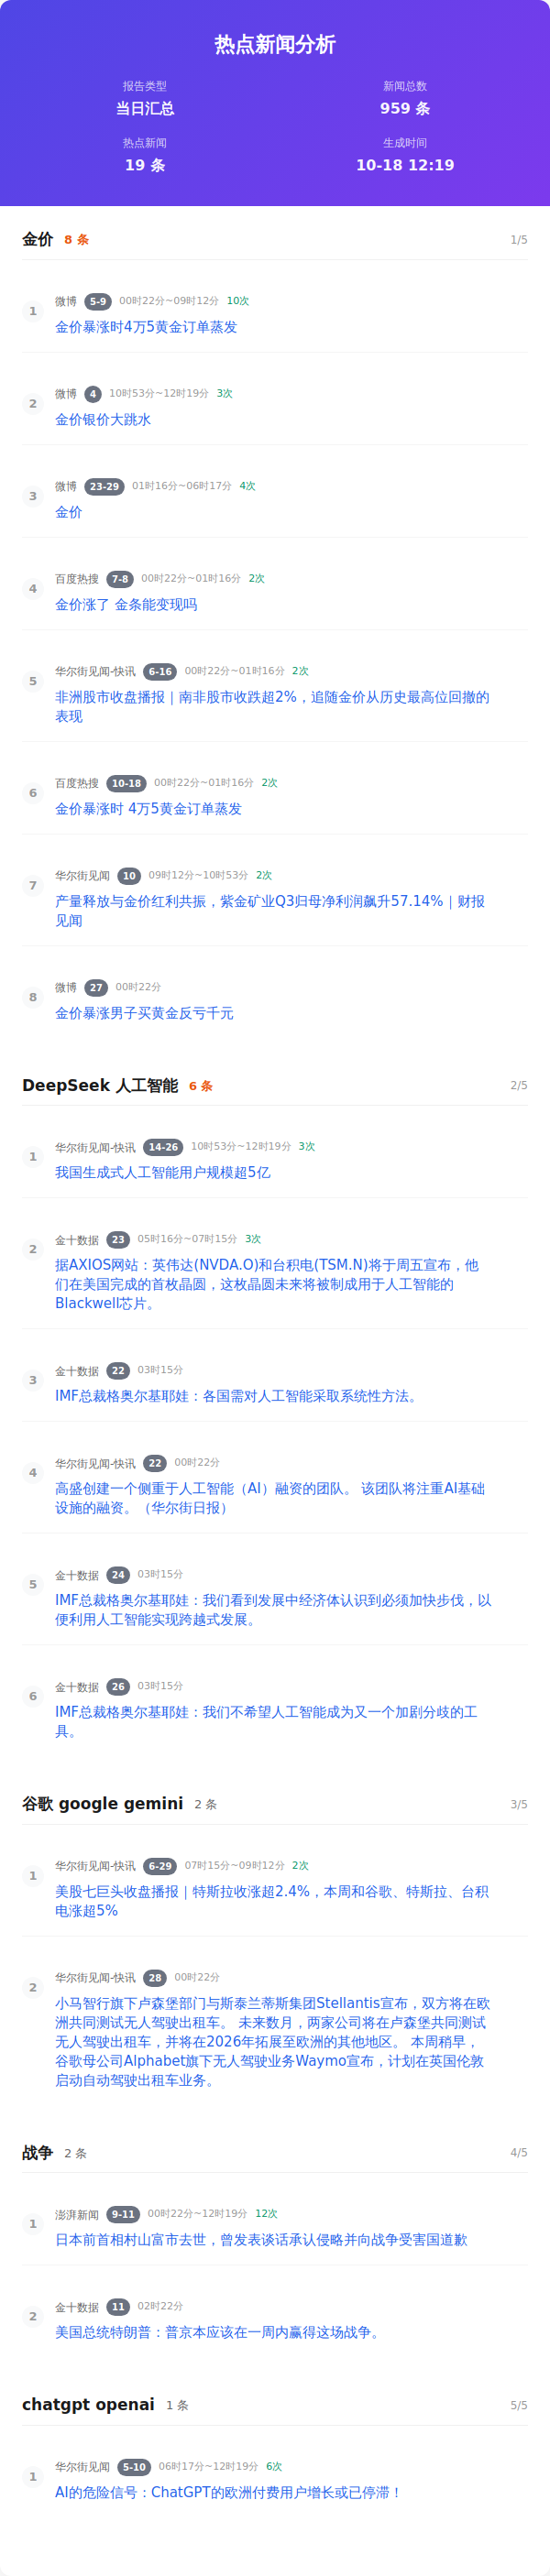 热点新闻分析
报告类型
新闻总数
当日汇总
959 条
热点新闻
生成时间
19 条
10-18 12:19
金价 8 条 1/5
1 微博 5-9 00时22分~09时12分 10次
金价暴涨时4万5黄金订单蒸发
2 微博 4 10时53分~12时19分 3次
金价银价大跳水
3 微博 23-29 01时16分~06时17分 4次
金价
4 百度热搜 7-8 00时22分~01时16分 2次
金价涨了 金条能变现吗
5 华尔街见闻-快讯 6-16 00时22分~01时16分 2次
非洲股市收盘播报｜南非股市收跌超2%，追随金价从历史最高位回撤的
表现
6 百度热搜 10-18 00时22分~01时16分 2次
金价暴涨时 4万5黄金订单蒸发
7 华尔街见闻 10 09时12分~10时53分 2次
产量释放与金价红利共振，紫金矿业Q3归母净利润飙升57.14%｜财报
见闻
8 微博 27 00时22分
金价暴涨男子买黄金反亏千元
DeepSeek 人工智能 6 条 2/5
1 华尔街见闻-快讯 14-26 10时53分~12时19分 3次
我国生成式人工智能用户规模超5亿
2 金十数据 23 05时16分~07时15分 3次
据AXIOS网站：英伟达(NVDA.O)和台积电(TSM.N)将于周五宣布，他
们在美国完成的首枚晶圆，这枚晶圆未来将被制成用于人工智能的
Blackwell芯片。
3 金十数据 22 03时15分
IMF总裁格奥尔基耶娃：各国需对人工智能采取系统性方法。
4 华尔街见闻-快讯 22 00时22分
高盛创建一个侧重于人工智能（AI）融资的团队。 该团队将注重AI基础
设施的融资。（华尔街日报）
5 金十数据 24 03时15分
IMF总裁格奥尔基耶娃：我们看到发展中经济体认识到必须加快步伐，以
便利用人工智能实现跨越式发展。
6 金十数据 26 03时15分
IMF总裁格奥尔基耶娃：我们不希望人工智能成为又一个加剧分歧的工
具。
谷歌 google gemini 2 条 3/5
1 华尔街见闻-快讯 6-29 07时15分~09时12分 2次
美股七巨头收盘播报｜特斯拉收涨超2.4%，本周和谷歌、特斯拉、台积
电涨超5%
2 华尔街见闻-快讯 28 00时22分
小马智行旗下卢森堡部门与斯泰兰蒂斯集团Stellantis宣布，双方将在欧
洲共同测试无人驾驶出租车。 未来数月，两家公司将在卢森堡共同测试
无人驾驶出租车，并将在2026年拓展至欧洲的其他地区。 本周稍早，
谷歌母公司Alphabet旗下无人驾驶业务Waymo宣布，计划在英国伦敦
启动自动驾驶出租车业务。
战争 2 条 4/5
1 澎湃新闻 9-11 00时22分~12时19分 12次
日本前首相村山富市去世，曾发表谈话承认侵略并向战争受害国道歉
2 金十数据 11 02时22分
美国总统特朗普：普京本应该在一周内赢得这场战争。
chatgpt openai 1 条 5/5
1 华尔街见闻 5-10 06时17分~12时19分 6次
AI的危险信号：ChatGPT的欧洲付费用户增长或已停滞！